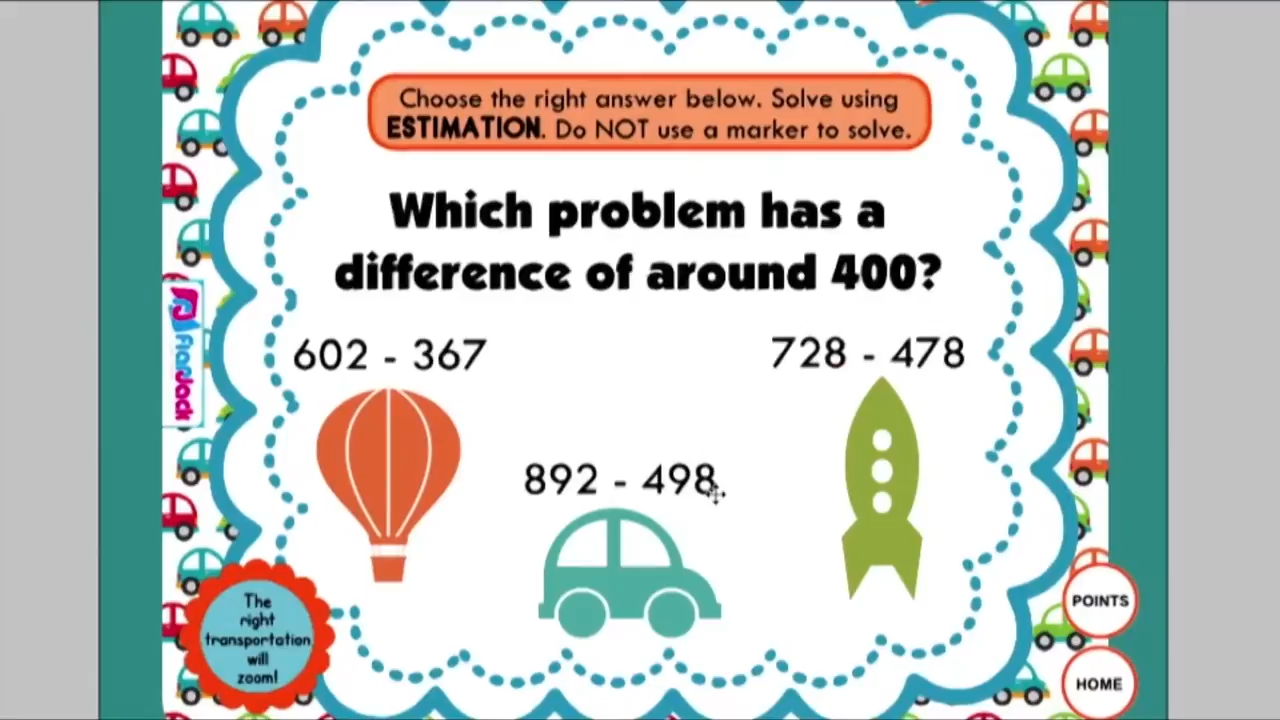 Choose the right answer below. Solve using
ESTIMATION. Do NOT use a marker to solve.
Which problem has a
difference of around 400?
602 - 367
728 - 478
892 - 498
FlapJack
The
right
transportation
will
zoom!
POINTS
HOME